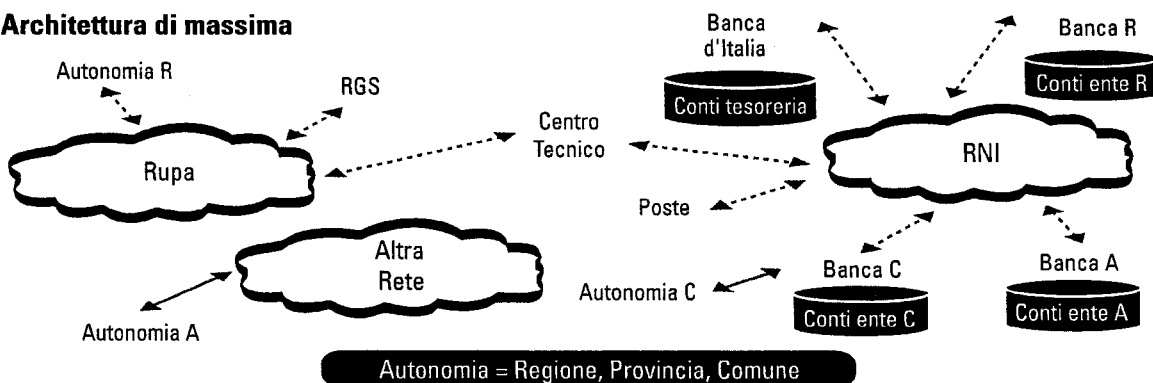 Architettura di massima
Autonomia R
RGS
Rupa
Centro
Tecnico
Banca
d'Italia
Conti tesoreria
Banca R
Conti ente R
RNI
Poste
Altra
Rete
Autonomia A
Autonomia C
Banca C
Conti ente C
Banca A
Conti ente A
Autonomia = Regione, Provincia, Comune